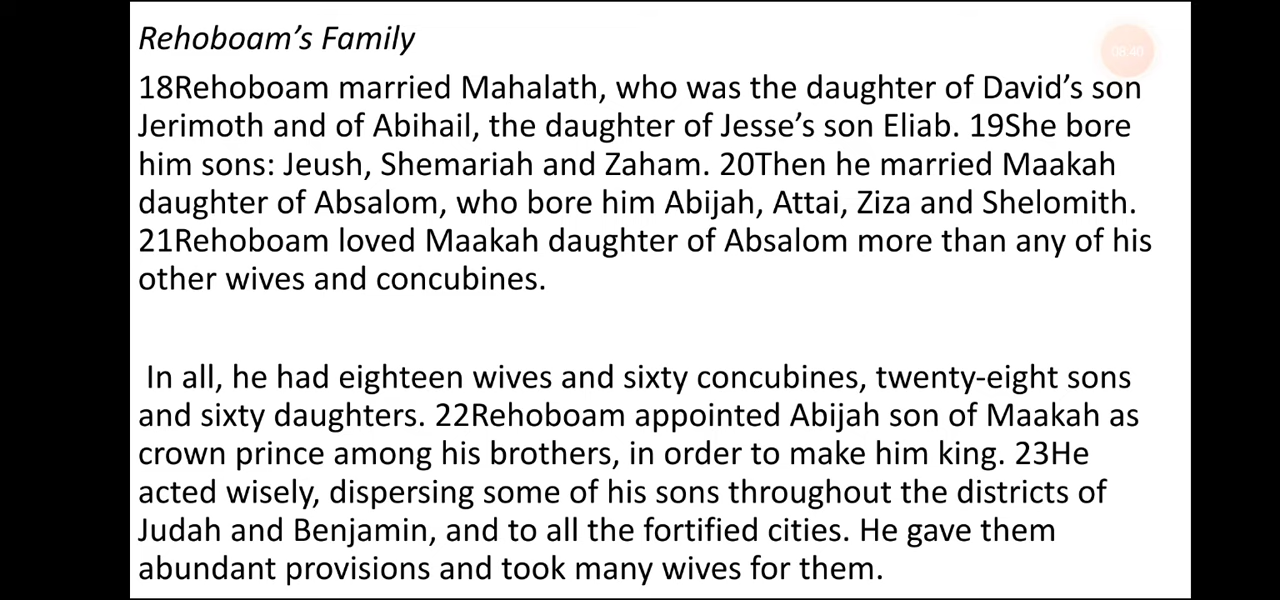 Rehoboam's Family
08:40
18Rehoboam married Mahalath, who was the daughter of David's son
Jerimoth and of Abihail, the daughter of Jesse's son Eliab. 19She bore
him sons: Jeush, Shemariah and Zaham. 20Then he married Maakah
daughter of Absalom, who bore him Abijah, Attai, Ziza and Shelomith.
21Rehoboam loved Maakah daughter of Absalom more than any of his
other wives and concubines.
In all, he had eighteen wives and sixty concubines, twenty-eight sons
and sixty daughters. 22Rehoboam appointed Abijah son of Maakah as
crown prince among his brothers, in order to make him king. 23He
acted wisely, dispersing some of his sons throughout the districts of
Judah and Benjamin, and to all the fortified cities. He gave them
abundant provisions and took many wives for them.